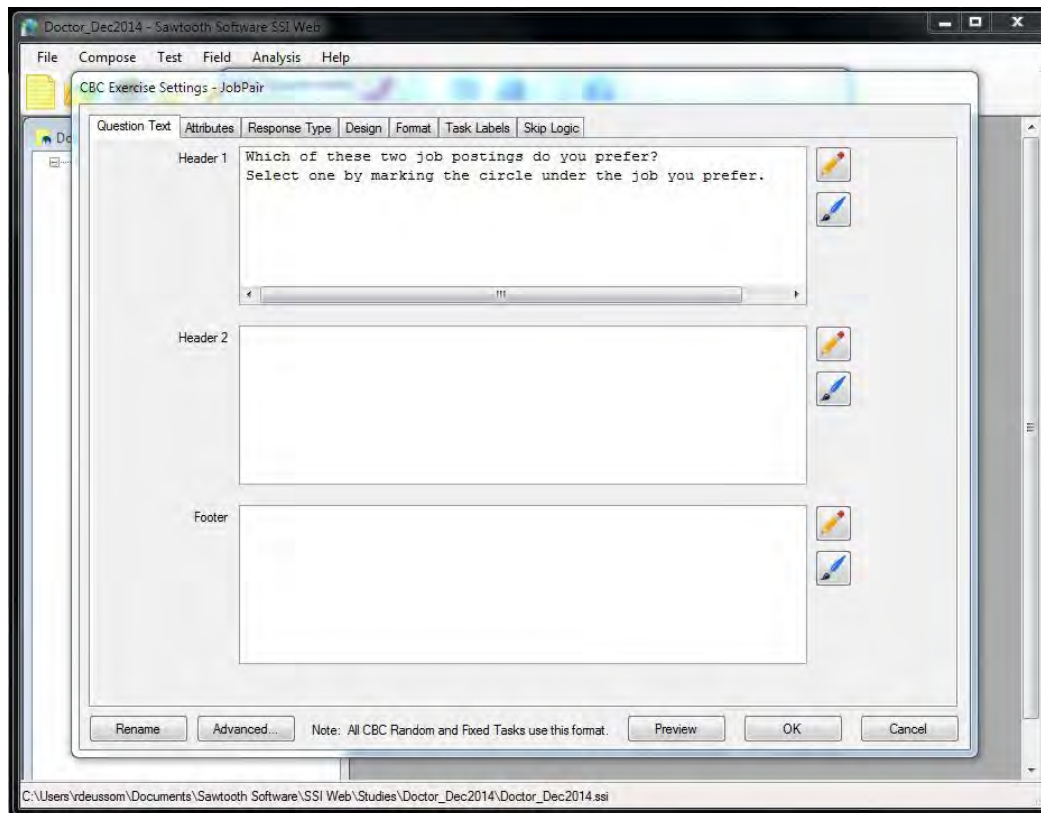 Doctor_Dec2014 - Sawtooth Software SSI Web
File Compose Test Field Analysis Help
CBC Exercise Settings - JobPair
Question Text Attributes Response Type Design Format Task Labels Skip Logic
Header 1
Which of these two job postings do you prefer?
Select one by marking the circle under the job you prefer.
Header 2
Footer
Rename Advanced... Note: All CBC Random and Fixed Tasks use this format. Preview OK Cancel
C:\Users\rdeussom\Documents\Sawtooth Software\SSI Web\Studies\Doctor_Dec2014\Doctor_Dec2014.ssi